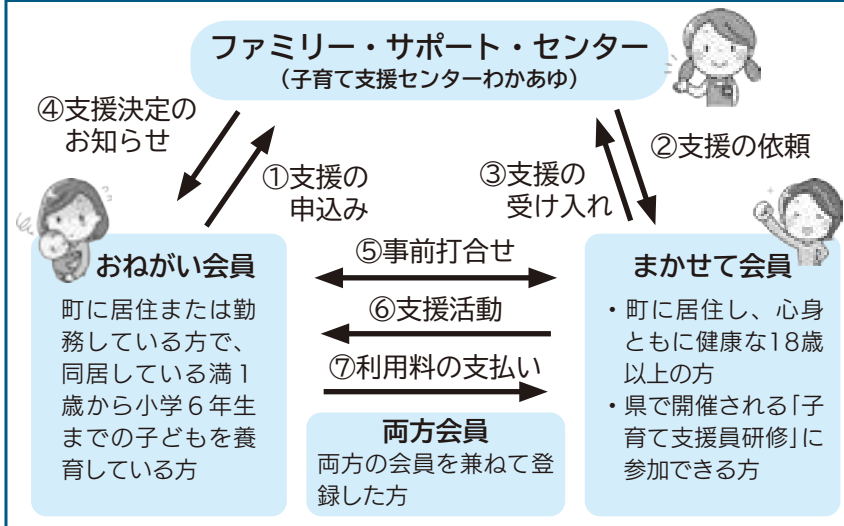 ファミリー・サポート・センター
（子育て支援センターわかあゆ）
④支援決定の
お知らせ
①支援の
申込み
③支援の
受け入れ
②支援の依頼
おねがい会員
町に居住または勤
務している方で、
同居している満１
歳から小学６年生
までの子どもを養
育している方
⑤事前打合せ
⑥支援活動
⑦利用料の支払い
両方会員
両方の会員を兼ねて登
録した方
まかせて会員
・町に居住し、心身
ともに健康な18歳
以上の方
・県で開催される「子
育て支援員研修」に
参加できる方